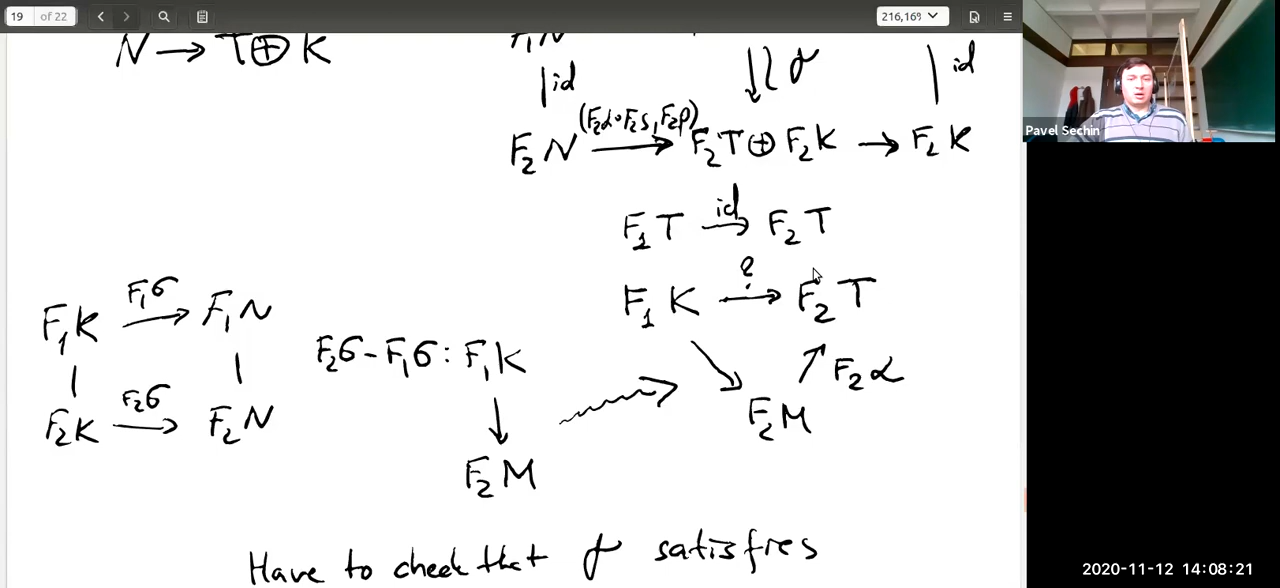 19 of 22
216,16%
N → T⊕K
F₁N
id
γ
id
F₂N (F₂α∘F₂s, F₂p) → F₂T⊕F₂K → F₂K
F₁T id → F₂T
F₁K ? → F₂T
F₂α
F₂M
F₁K F₁σ → F₁N
F₂K F₂σ → F₂N
F₂σ-F₁σ: F₁K
↓
F₂M
Have to check that γ satisfies
Pavel Sechin
2020-11-12 14:08:21